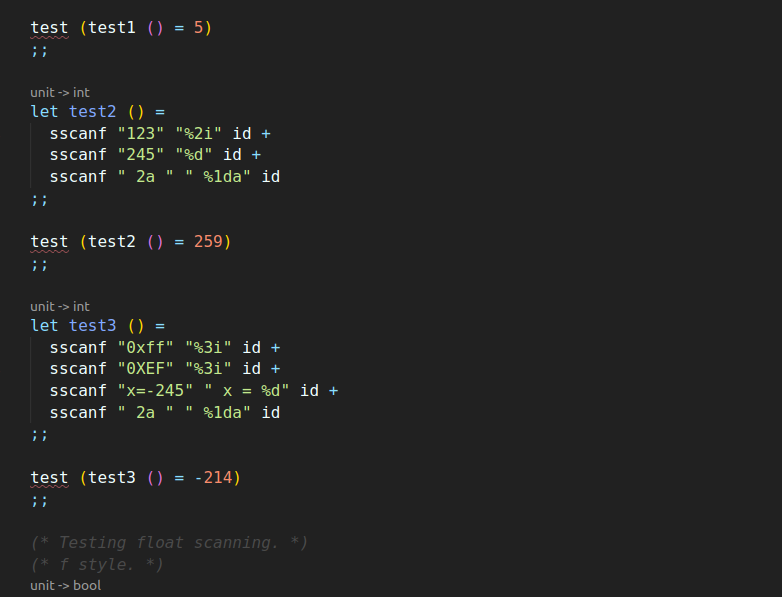 test (test1 () = 5)
;;
unit -> int
let test2 () =
  sscanf "123" "%2i" id +
  sscanf "245" "%d" id +
  sscanf " 2a " " %1da" id
;;
test (test2 () = 259)
;;
unit -> int
let test3 () =
  sscanf "0xff" "%3i" id +
  sscanf "0XEF" "%3i" id +
  sscanf "x=-245" " x = %d" id +
  sscanf " 2a " " %1da" id
;;
test (test3 () = -214)
;;
(* Testing float scanning. *)
(* f style. *)
unit -> bool